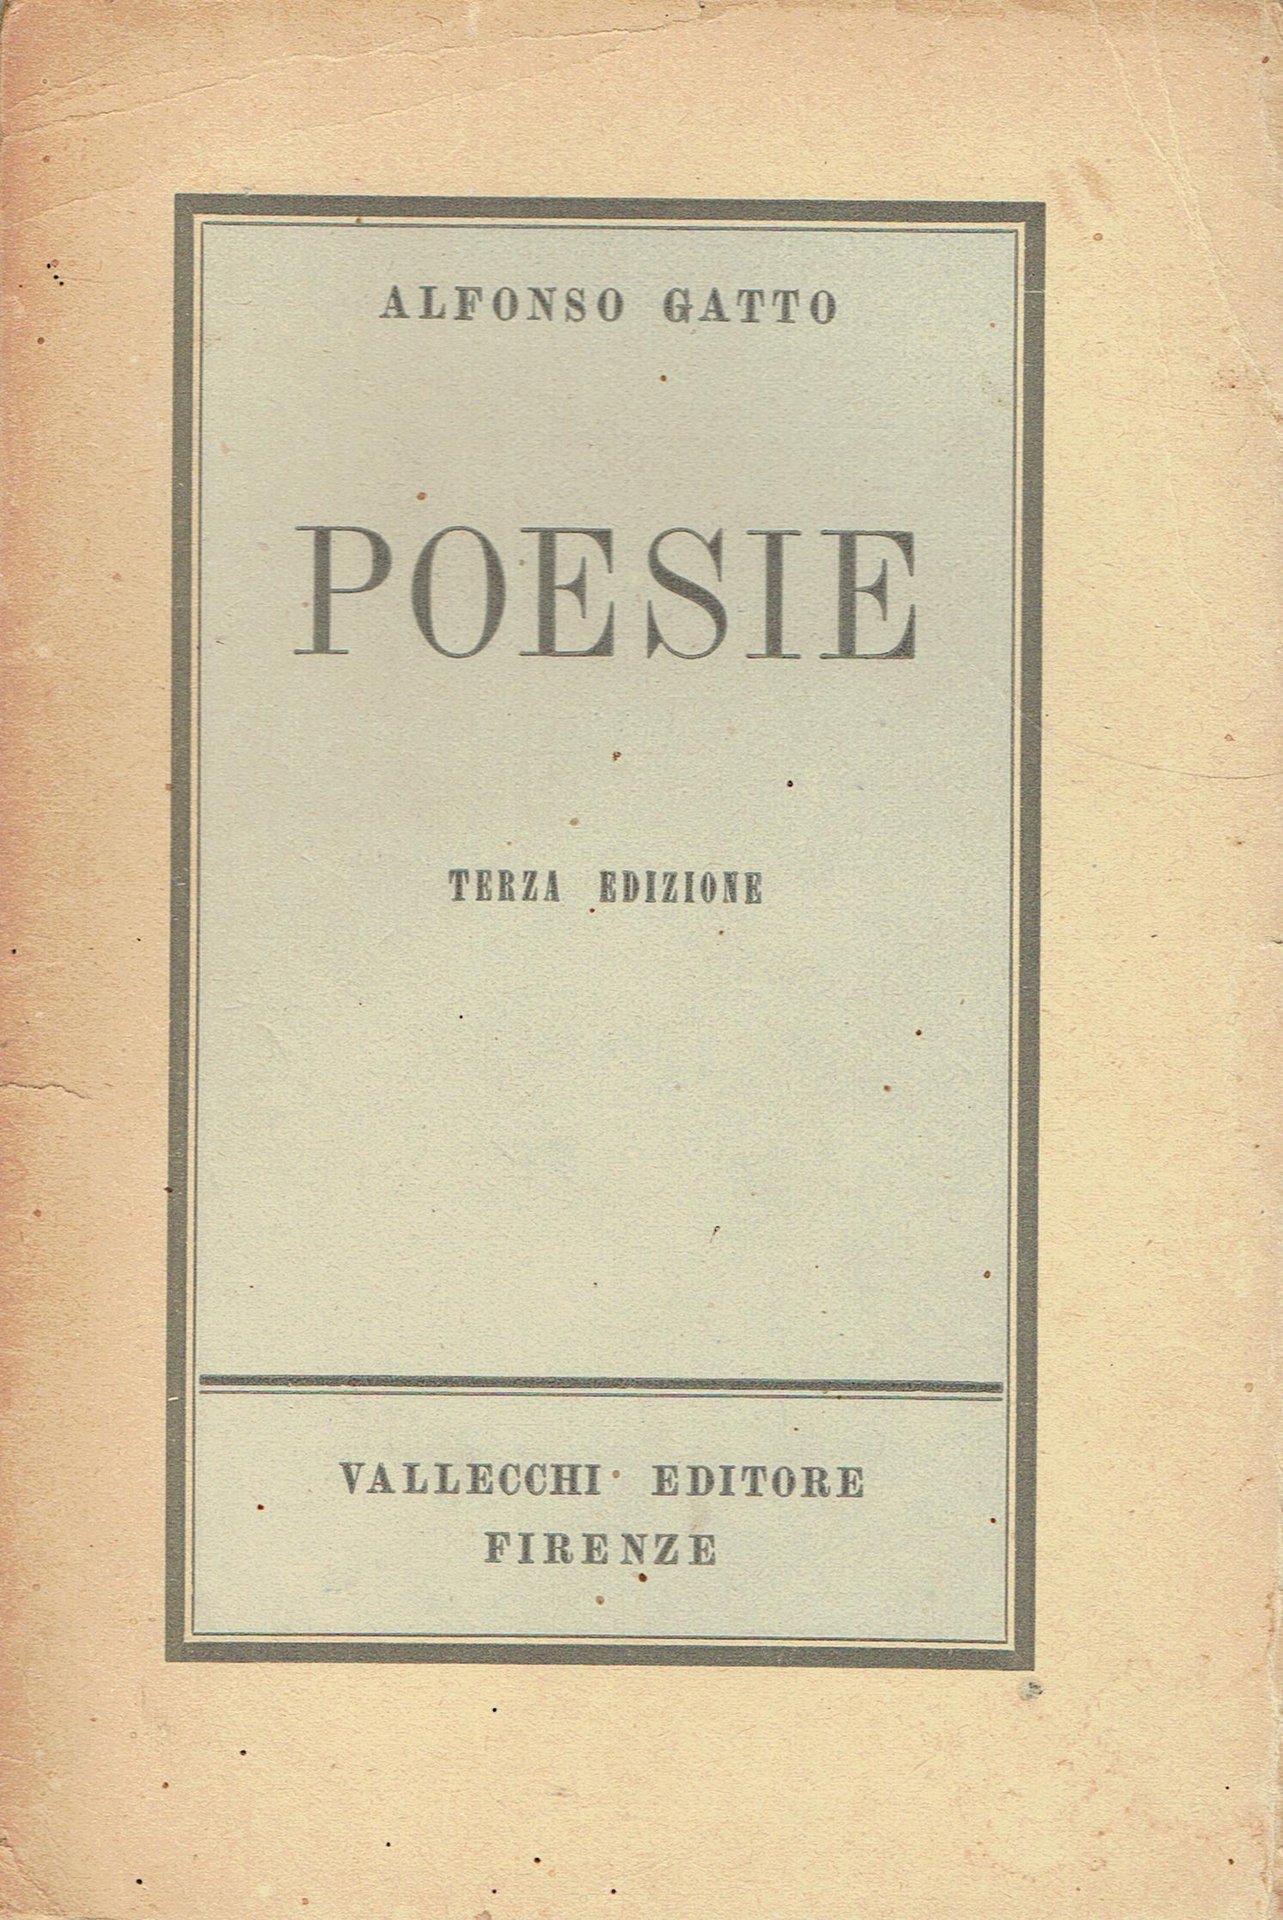 ALFONSO GATTO
POESIE
TERZA EDIZIONE
VALLECCHI EDITORE
FIRENZE